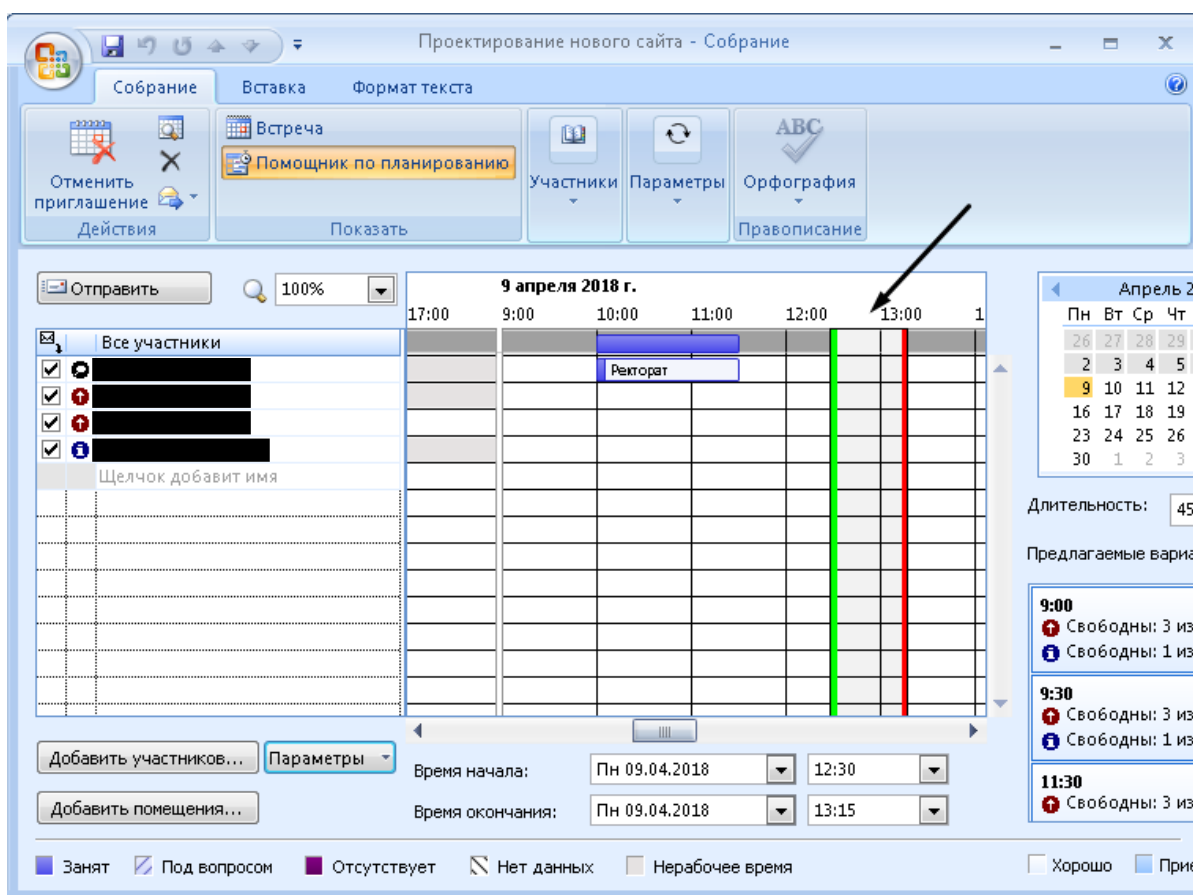 Проектирование нового сайта - Собрание
Собрание Вставка Формат текста
Отменить приглашение
Действия
Встреча
Помощник по планированию
Показать
Участники
Параметры
ABC
Орфография
Правописание
Отправить 100%
9 апреля 2018 г.
17:00 9:00 10:00 11:00 12:00 13:00 1
Все участники
Ректорат
Щелчок добавит имя
Апрель 2
Пн Вт Ср Чт
26 27 28 29
2 3 4 5
9 10 11 12
16 17 18 19
23 24 25 26
30 1 2 3
Длительность: 45
Предлагаемые вариа
9:00
Свободны: 3 из
Свободны: 1 из
9:30
Свободны: 3 из
Свободны: 1 из
11:30
Свободны: 3 из
Добавить участников... Параметры
Добавить помещения...
Время начала: Пн 09.04.2018 12:30
Время окончания: Пн 09.04.2018 13:15
Занят Под вопросом Отсутствует Нет данных Нерабочее время Хорошо Прие